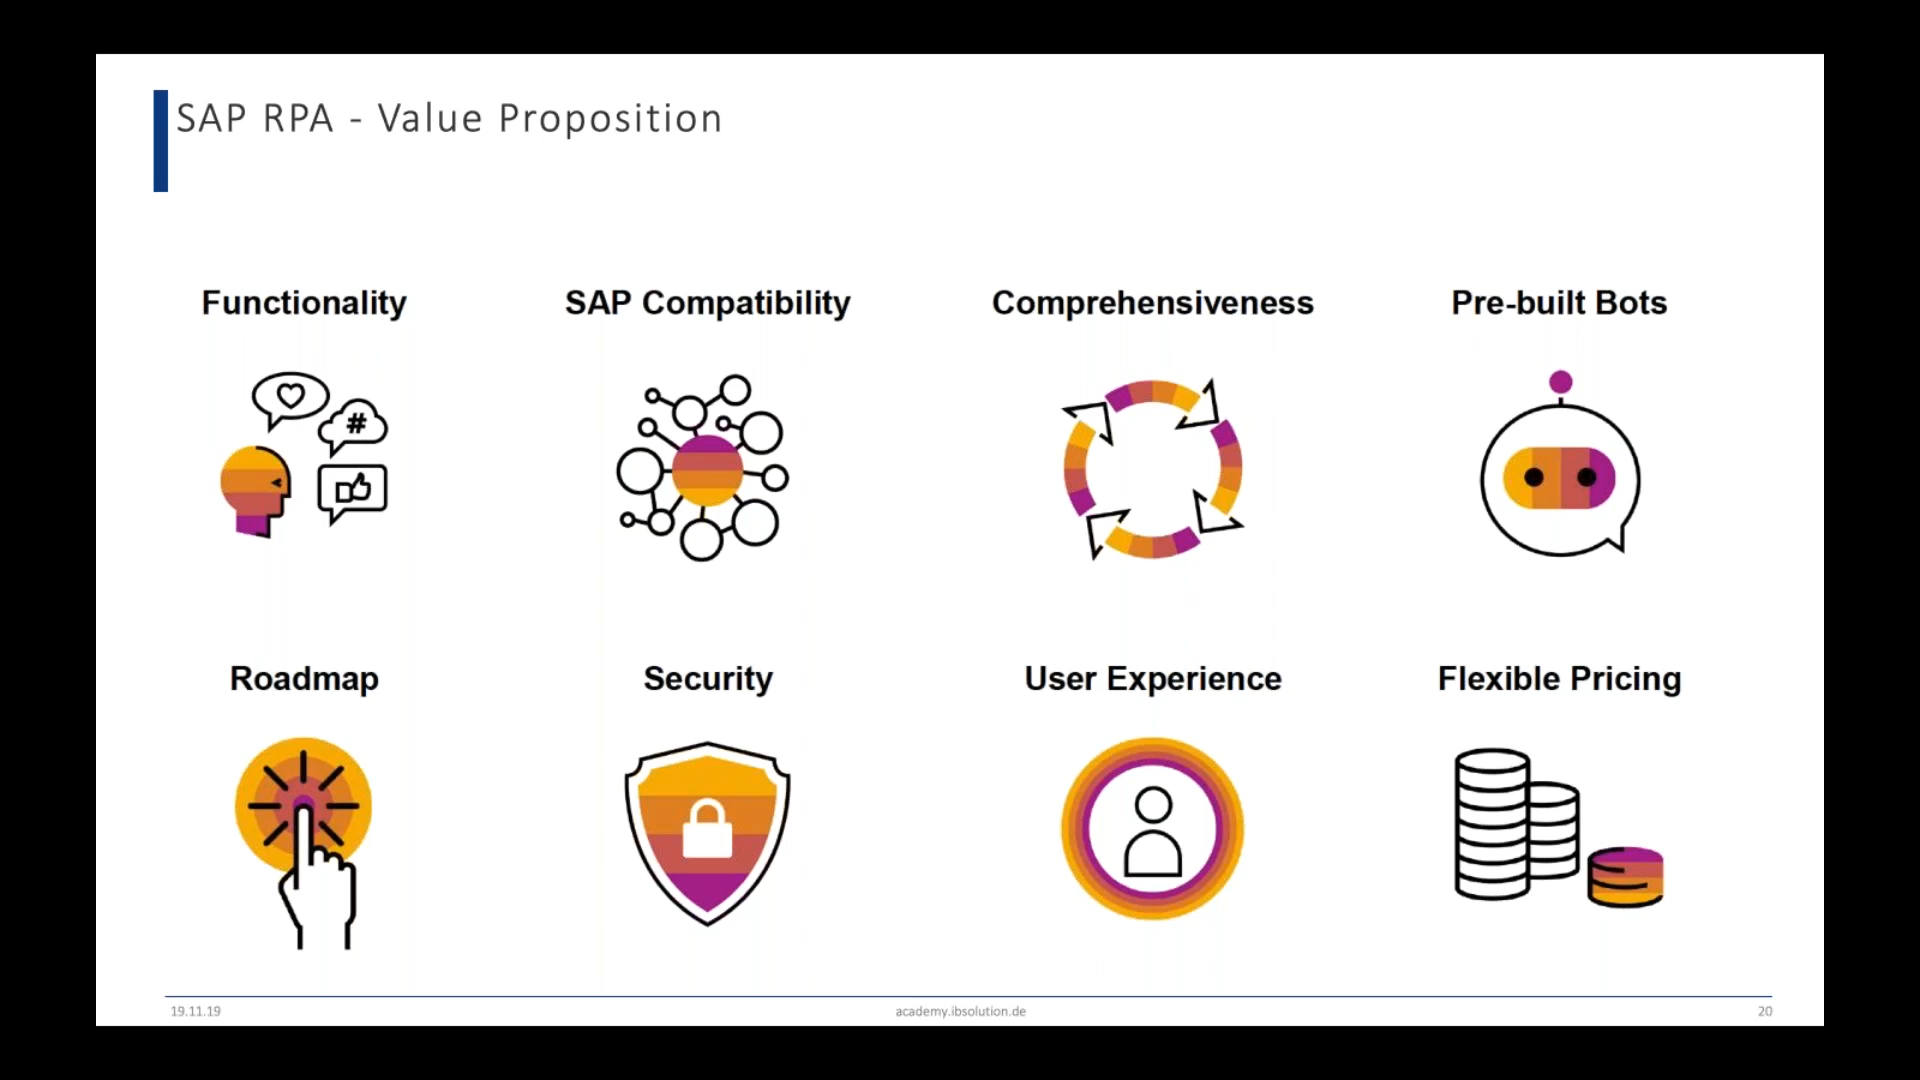 SAP RPA - Value Proposition
Functionality
SAP Compatibility
Comprehensiveness
Pre-built Bots
#
Roadmap
Security
User Experience
Flexible Pricing
19.11.19
academy.ibsolution.de
20